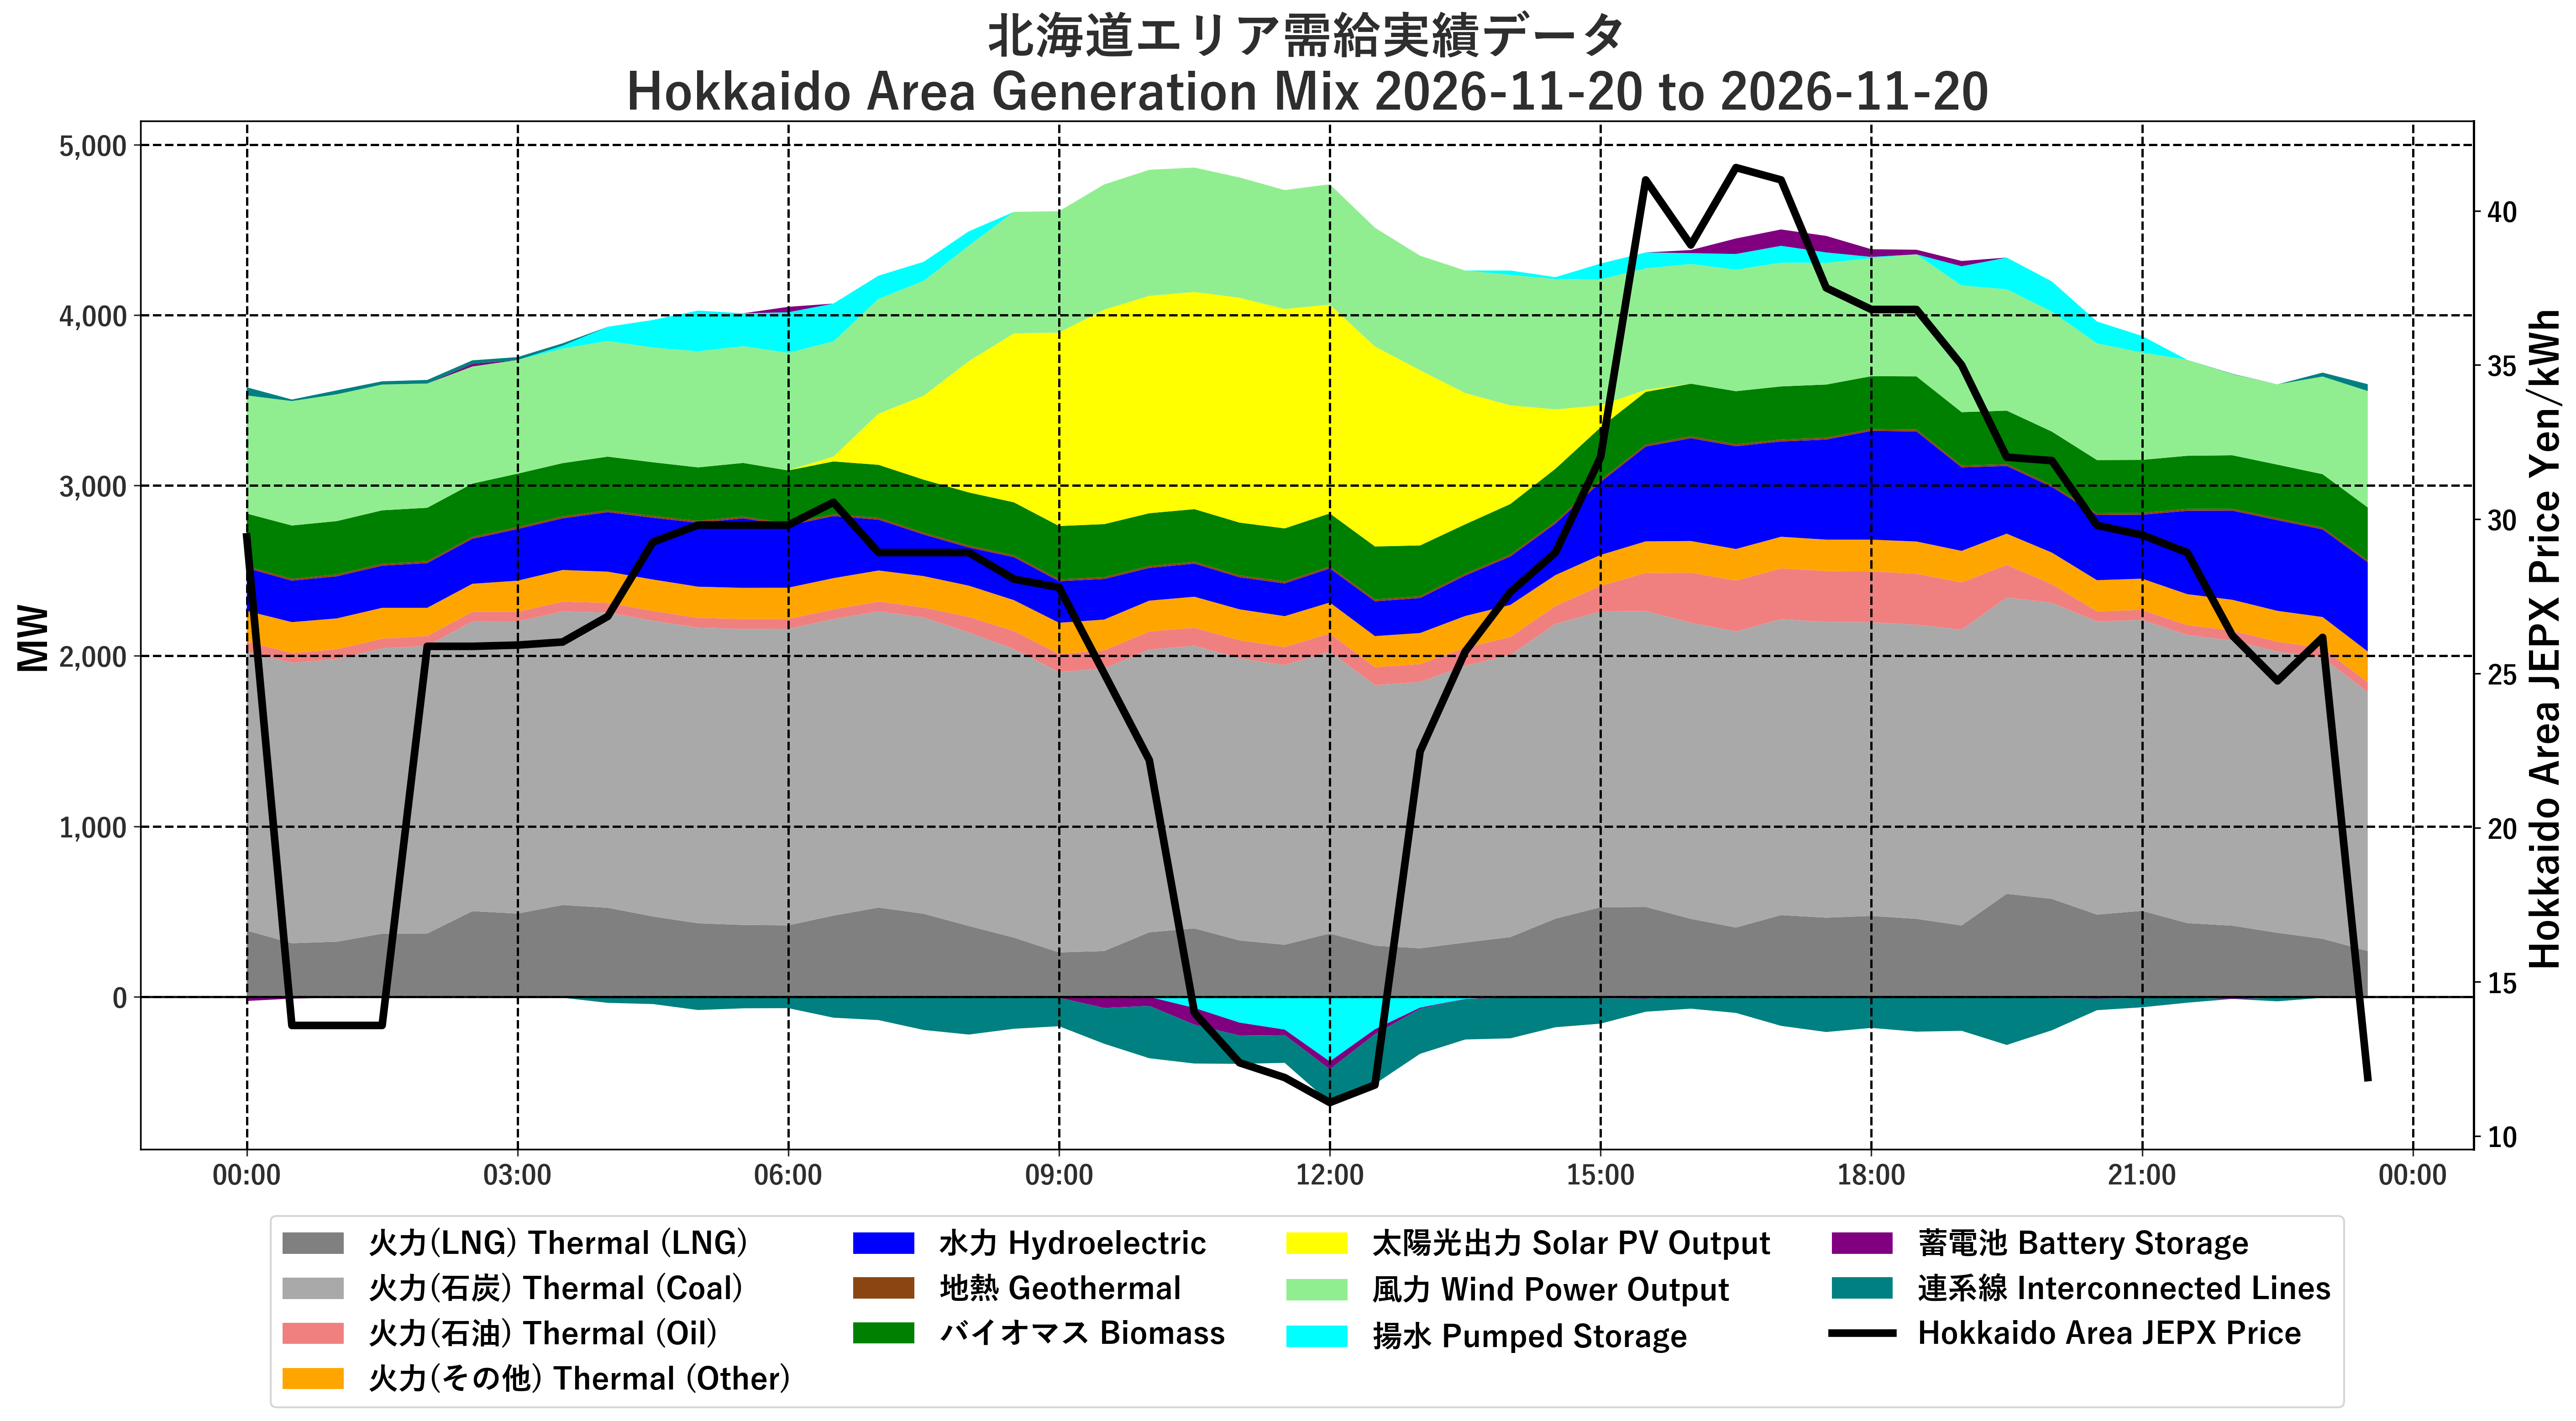 北海道エリア需給実績データ
Hokkaido Area Generation Mix 2026-11-20 to 2026-11-20
MW
5,000
4,000
3,000
2,000
1,000
0
40
35
30
25
20
15
10
Hokkaido Area JEPX Price Yen/kWh
00:00 03:00 06:00 09:00 12:00 15:00 18:00 21:00 00:00
火力(LNG) Thermal (LNG)
火力(石炭) Thermal (Coal)
火力(石油) Thermal (Oil)
火力(その他) Thermal (Other)
水力 Hydroelectric
地熱 Geothermal
バイオマス Biomass
太陽光出力 Solar PV Output
風力 Wind Power Output
揚水 Pumped Storage
蓄電池 Battery Storage
連系線 Interconnected Lines
Hokkaido Area JEPX Price